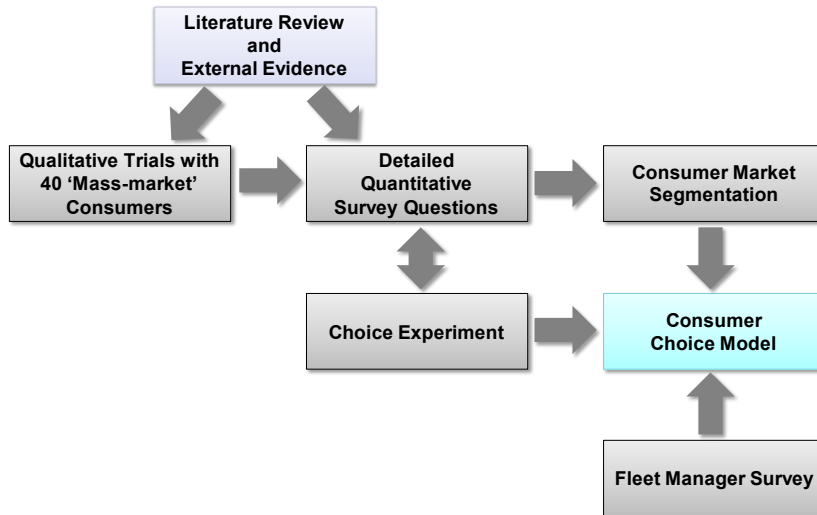 Literature Review
and
External Evidence
Qualitative Trials with
40 ‘Mass-market’
Consumers
Detailed
Quantitative
Survey Questions
Consumer Market
Segmentation
Choice Experiment
Consumer
Choice Model
Fleet Manager Survey